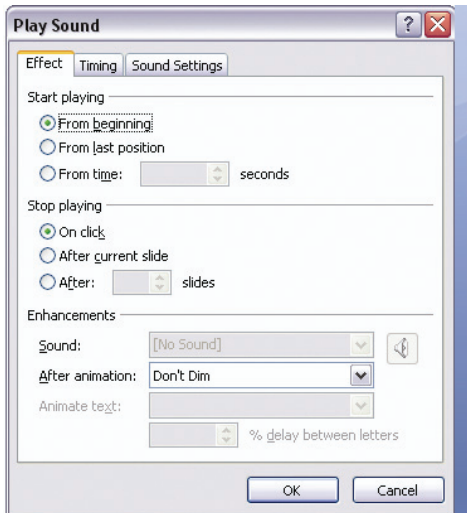 Play Sound
Effect Timing Sound Settings
Start playing
From beginning
From last position
From time: seconds
Stop playing
On click
After current slide
After: slides
Enhancements
Sound: [No Sound]
After animation: Don't Dim
Animate text:
% delay between letters
OK Cancel